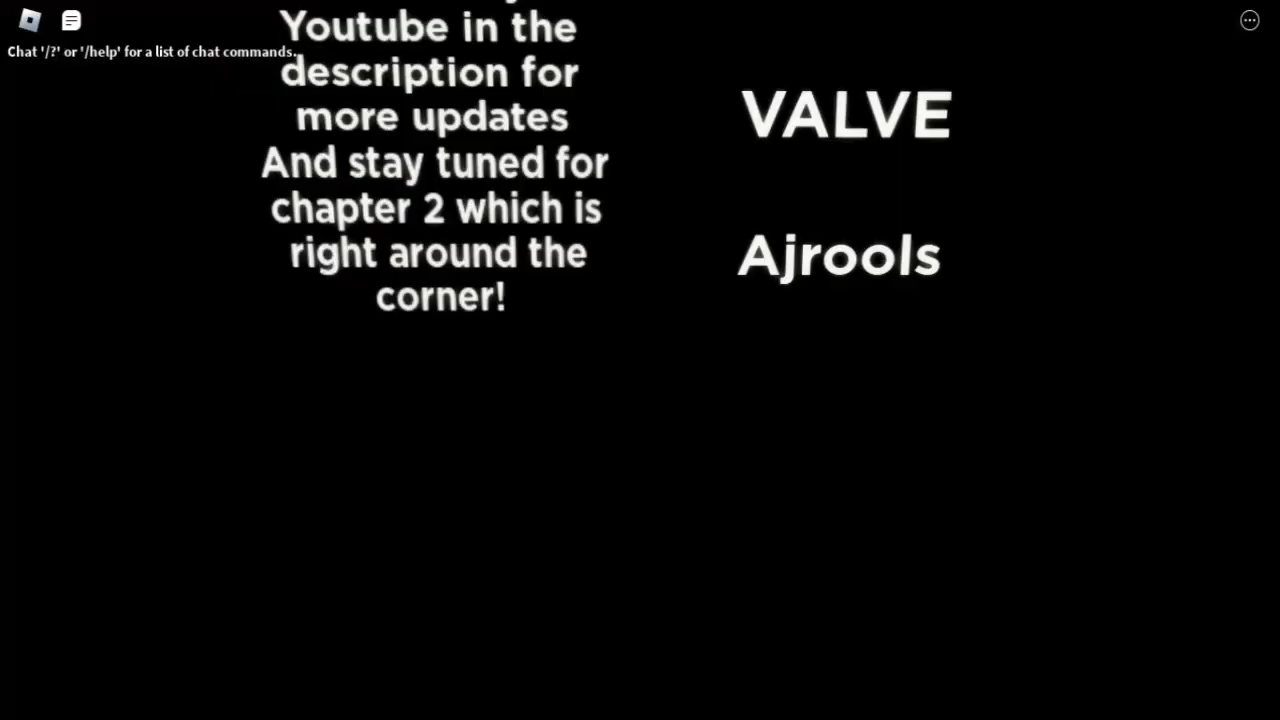 Youtube in the
Chat '/?' or '/help' for a list of chat commands.
description for
more updates
And stay tuned for
chapter 2 which is
right around the
corner!
VALVE
Ajrools